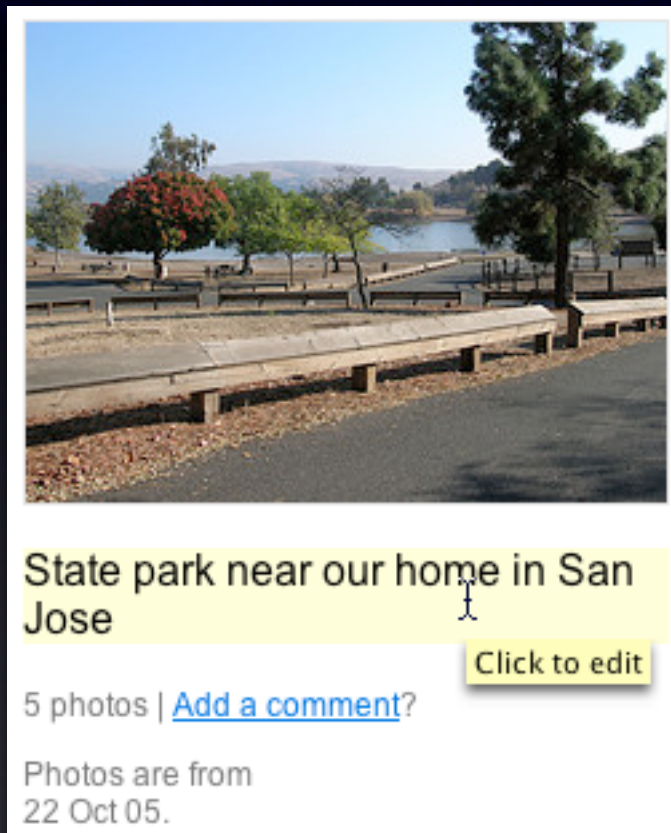 State park near our home in San
Jose
Click to edit
5 photos | Add a comment?
Photos are from
22 Oct 05.